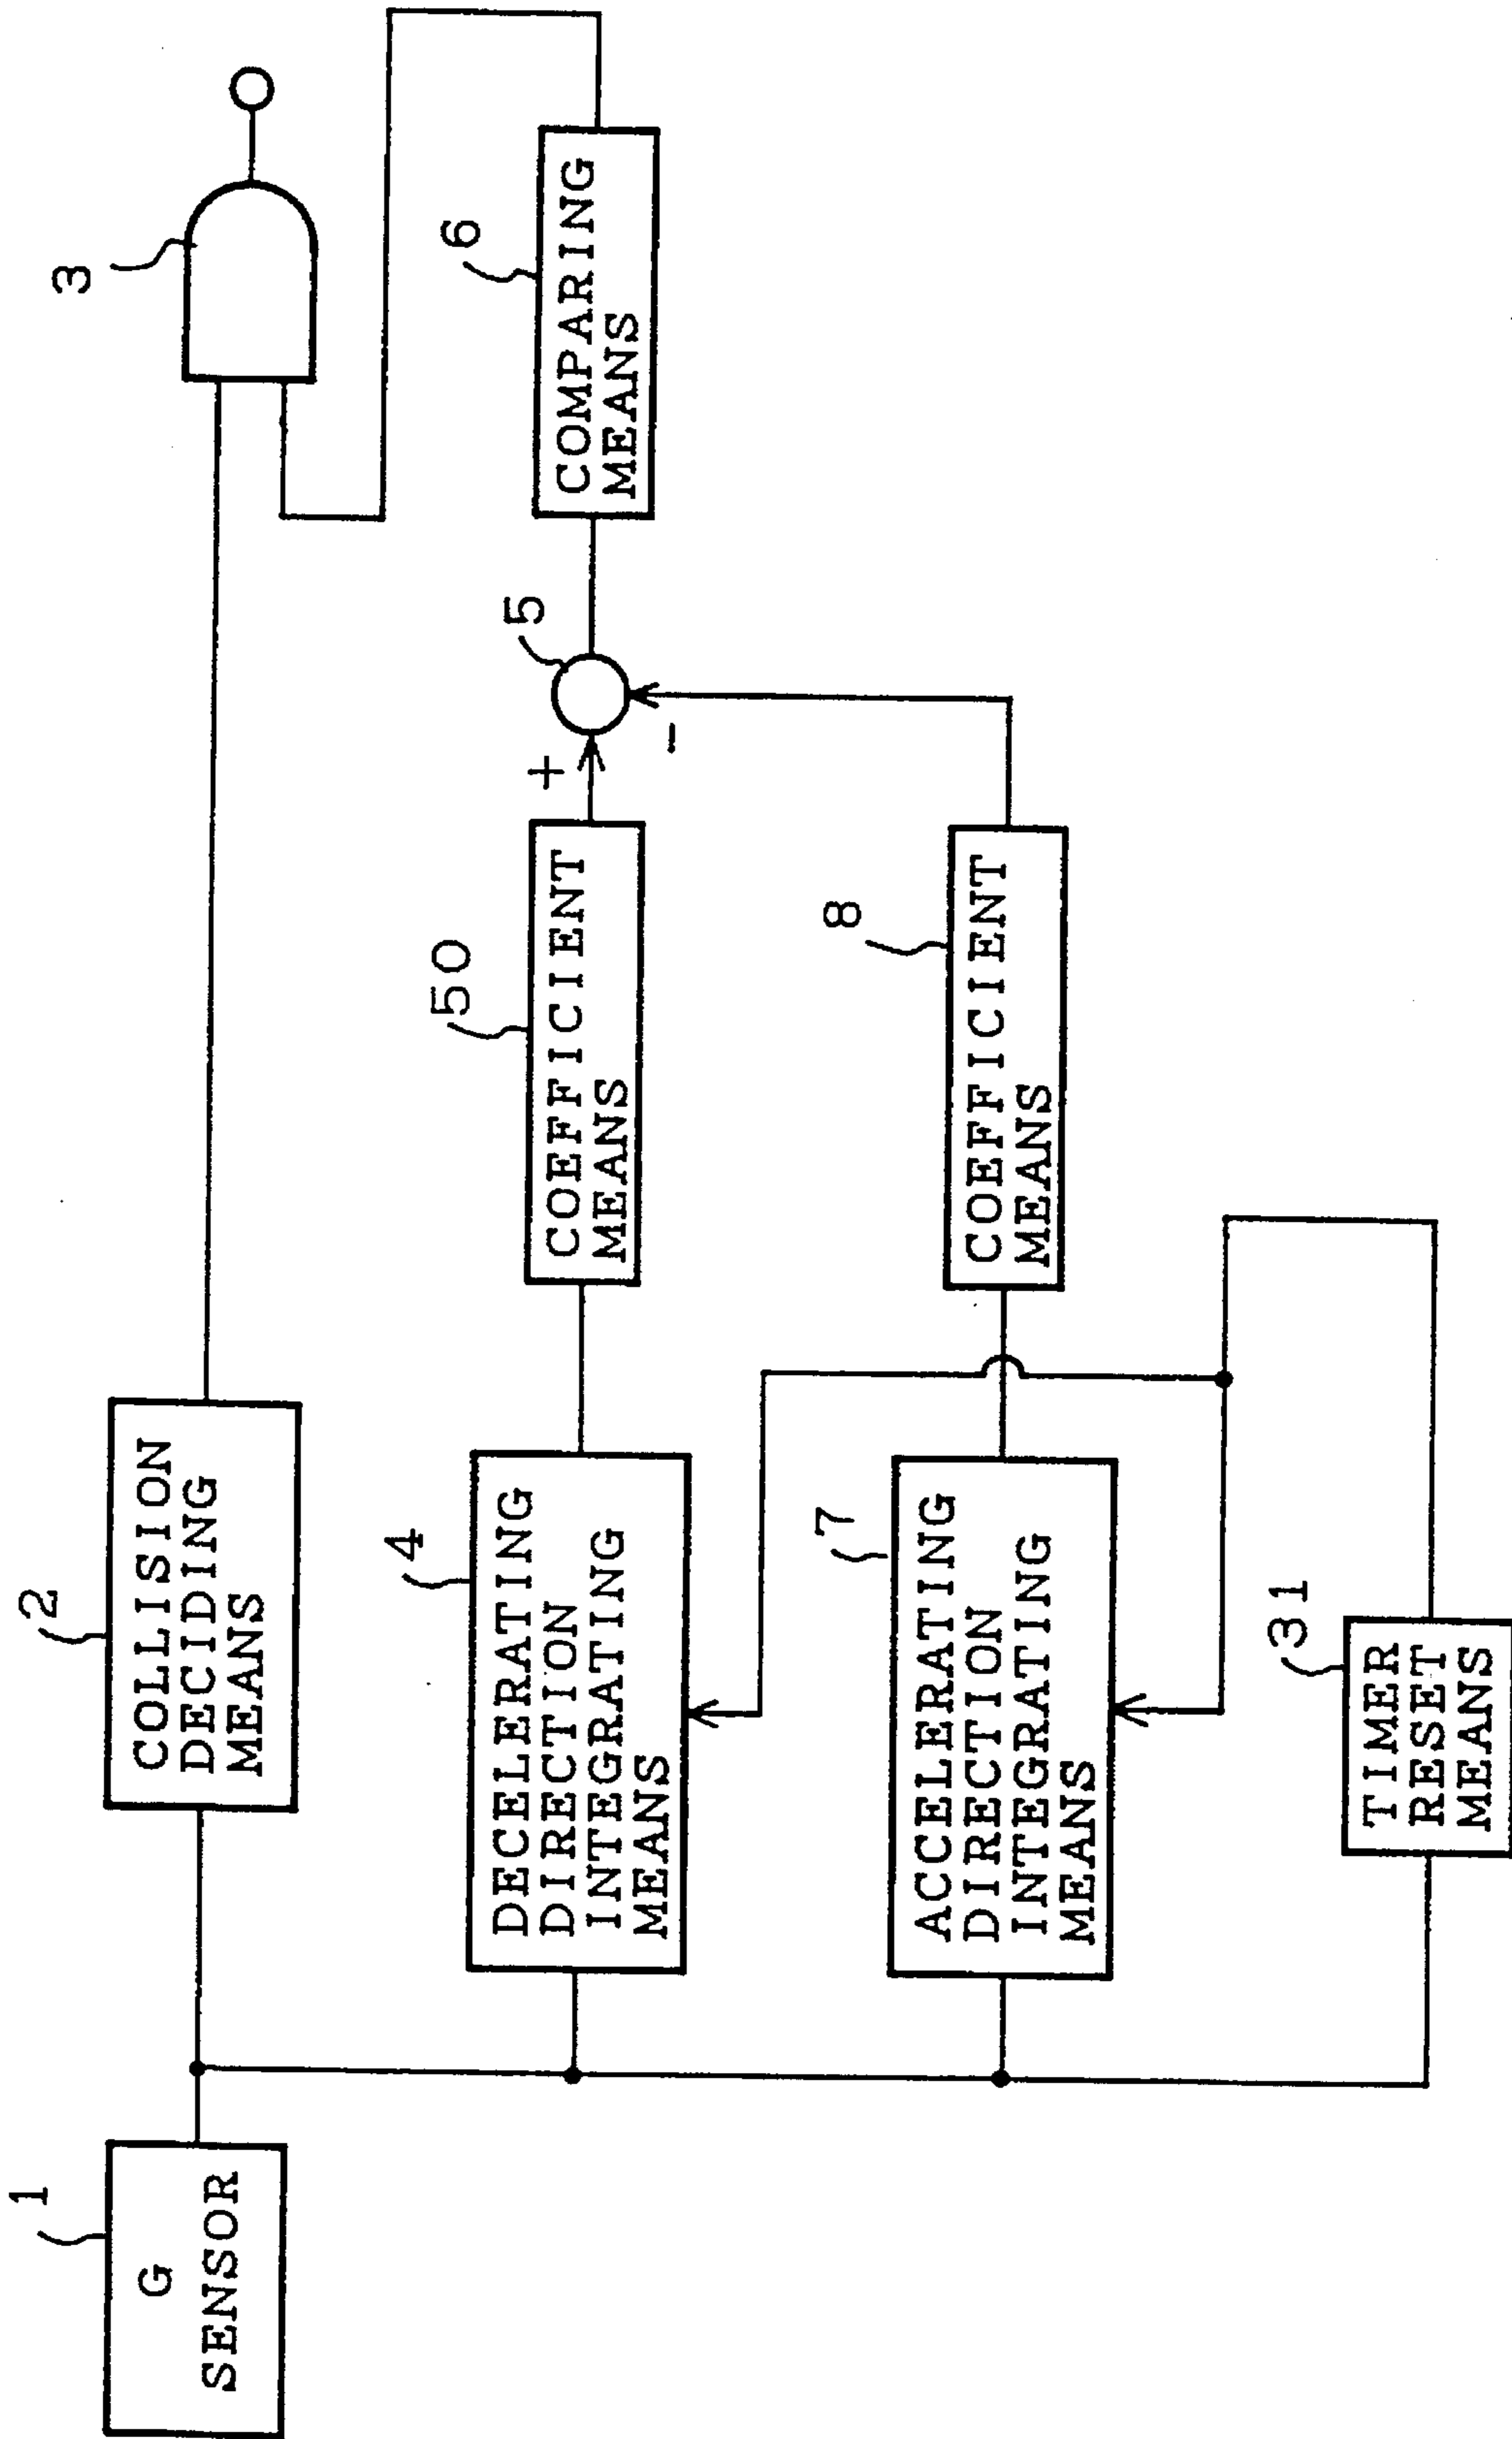 1
G
SENSOR
2
COLLISION
DECIDING
MEANS
3
4
DECELERATING
DIRECTION
INTEGRATING
MEANS
50
COEFFICIENT
MEANS
+
-
5
6
COMPARING
MEANS
7
ACCELERATING
DIRECTION
INTEGRATING
MEANS
8
COEFFICIENT
MEANS
31
TIMER
RESET
MEANS